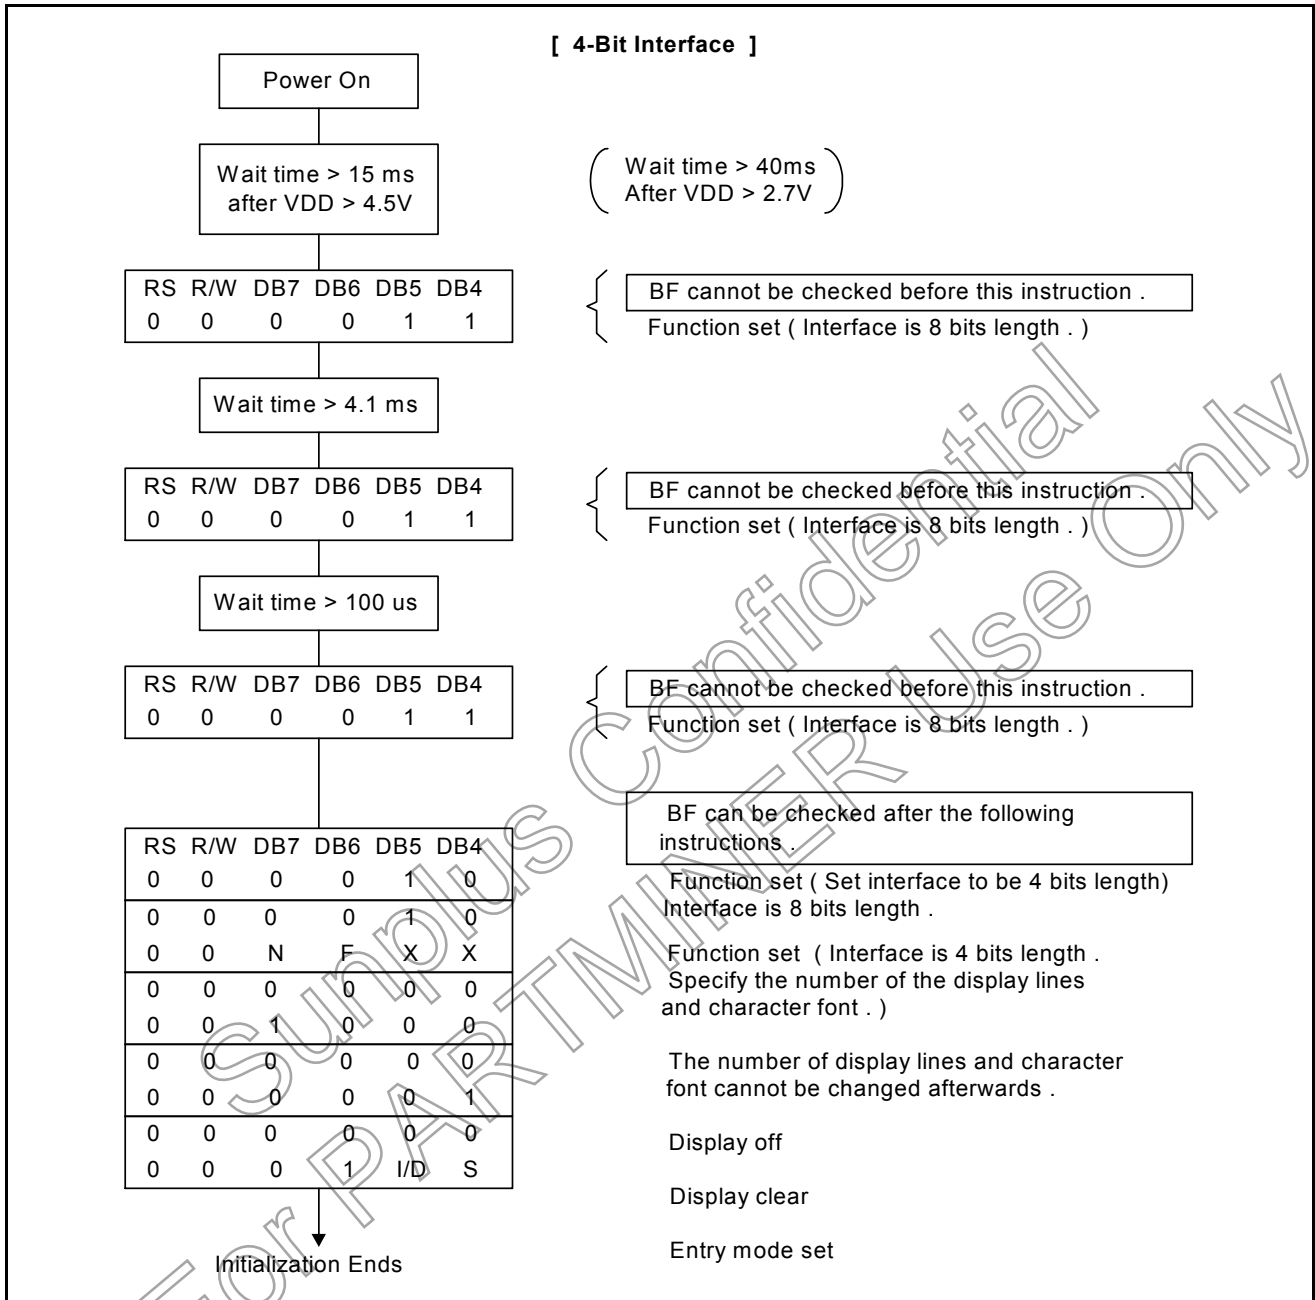 [ 4-Bit Interface ]
Power On
Wait time > 15 ms
after VDD > 4.5V
Wait time > 40ms
After VDD > 2.7V
RS R/W DB7 DB6 DB5 DB4
0 0 0 0 1 1
BF cannot be checked before this instruction .
Function set ( Interface is 8 bits length . )
Wait time > 4.1 ms
RS R/W DB7 DB6 DB5 DB4
0 0 0 0 1 1
BF cannot be checked before this instruction .
Function set ( Interface is 8 bits length . )
Wait time > 100 us
RS R/W DB7 DB6 DB5 DB4
0 0 0 0 1 1
BF cannot be checked before this instruction .
Function set ( Interface is 8 bits length . )
RS R/W DB7 DB6 DB5 DB4
0 0 0 0 1 0
0 0 0 0 1 0
0 0 N F X X
0 0 0 0 0 0
0 0 1 0 0 0
0 0 0 0 0 0
0 0 0 0 0 1
0 0 0 0 0 0
0 0 0 1 I/D S
BF can be checked after the following
instructions .
Function set ( Set interface to be 4 bits length)
Interface is 8 bits length .
Function set ( Interface is 4 bits length .
Specify the number of the display lines
and character font . )
The number of display lines and character
font cannot be changed afterwards .
Display off
Display clear
Entry mode set
Initialization Ends
Sunplus Confidential
For PARTMINER Use Only